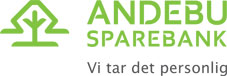 ANDEBU
SPAREBANK
Vi tar det personlig